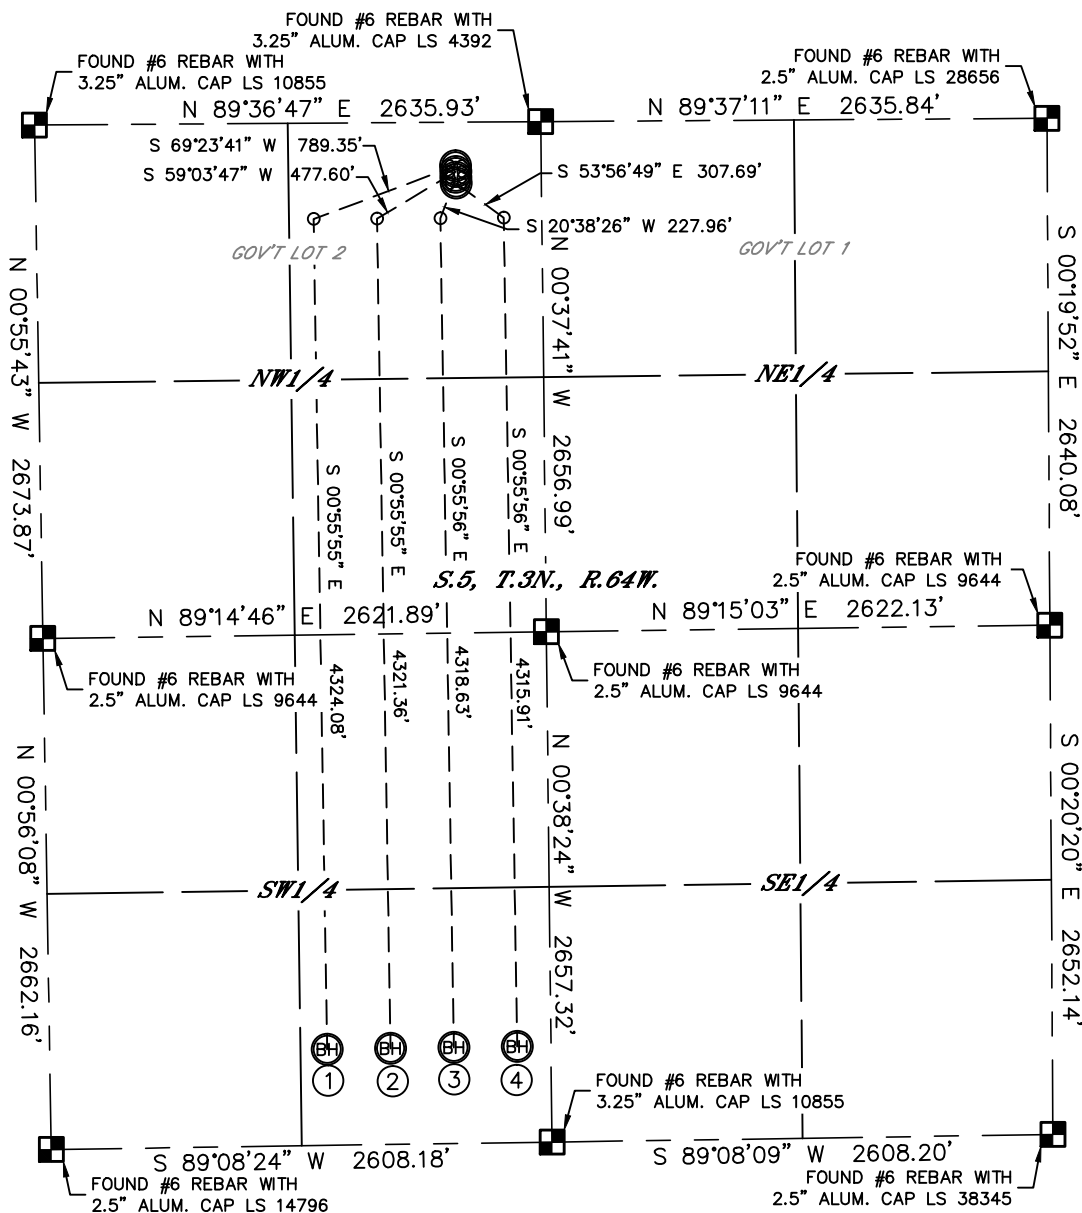 FOUND #6 REBAR WITH
3.25" ALUM. CAP LS 4392
FOUND #6 REBAR WITH
3.25" ALUM. CAP LS 10855
FOUND #6 REBAR WITH
2.5" ALUM. CAP LS 28656
N 89°36'47" E 2635.93'
N 89°37'11" E 2635.84'
S 69°23'41" W 789.35'
S 59°03'47" W 477.60'
S 53°56'49" E 307.69'
S 20°38'26" W 227.96'
GOV'T LOT 2
GOV'T LOT 1
N 00°55'43" W 2673.87'
N 00°37'41" W 2656.99'
S 00°19'52" E 2640.08'
NW1/4
NE1/4
S 00°55'55" E
S 00°55'55" E
S 00°55'56" E
S 00°55'56" E
S.5, T.3N., R.64W.
FOUND #6 REBAR WITH
2.5" ALUM. CAP LS 9644
N 89°14'46" E 2621.89'
N 89°15'03" E 2622.13'
FOUND #6 REBAR WITH
2.5" ALUM. CAP LS 9644
FOUND #6 REBAR WITH
2.5" ALUM. CAP LS 9644
4324.08'
4321.36'
4318.63'
4315.91'
N 00°56'08" W 2662.16'
N 00°38'24" W 2657.32'
S 00°20'20" E 2652.14'
SW1/4
SE1/4
BH
BH
BH
BH
1
2
3
4
FOUND #6 REBAR WITH
3.25" ALUM. CAP LS 10855
S 89°08'24" W 2608.18'
S 89°08'09" W 2608.20'
FOUND #6 REBAR WITH
2.5" ALUM. CAP LS 14796
FOUND #6 REBAR WITH
2.5" ALUM. CAP LS 38345